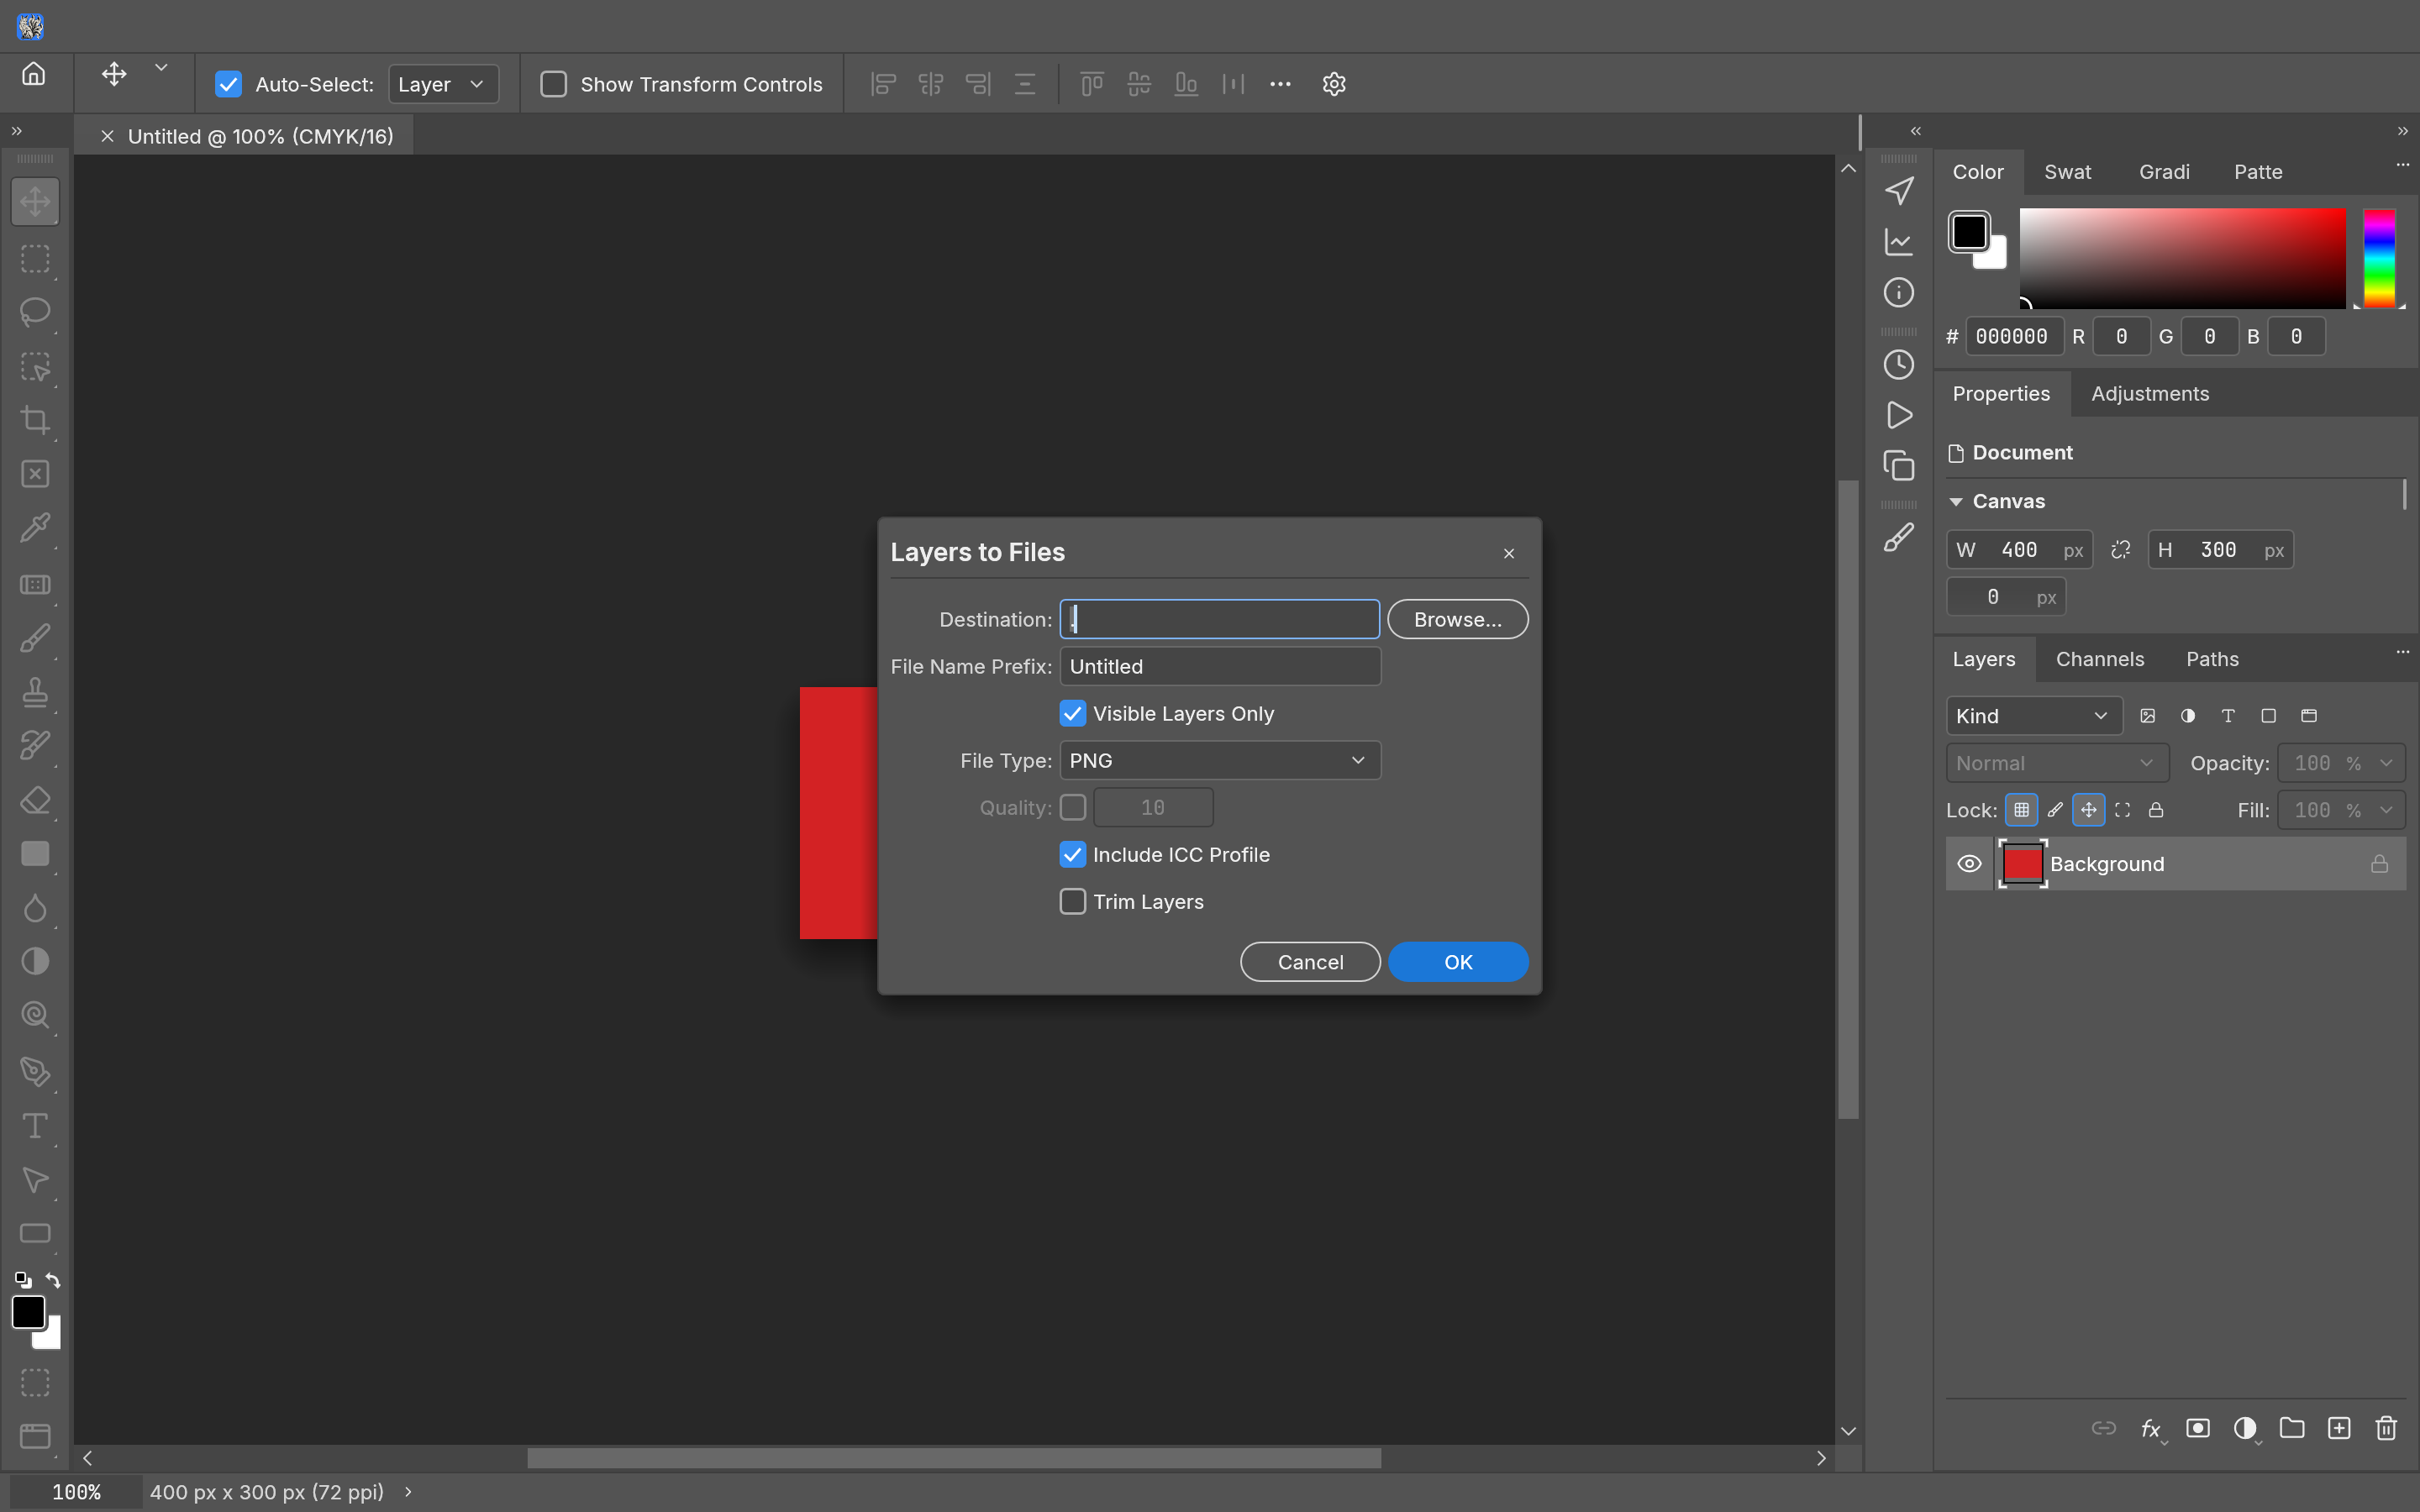 Auto-Select: Layer Show Transform Controls
Untitled @ 100% (CMYK/16)
Color Swat Gradi Patte
# 000000 R 0 G 0 B 0
Properties Adjustments
Document
Canvas
W 400 px H 300 px
0 px
Layers to Files
Destination: . Browse...
File Name Prefix: Untitled
Visible Layers Only
File Type: PNG
Quality: 10
Include ICC Profile
Trim Layers
Cancel OK
Layers Channels Paths
Kind
Normal Opacity: 100 %
Lock: Fill: 100 %
Background
fx
100% 400 px x 300 px (72 ppi)